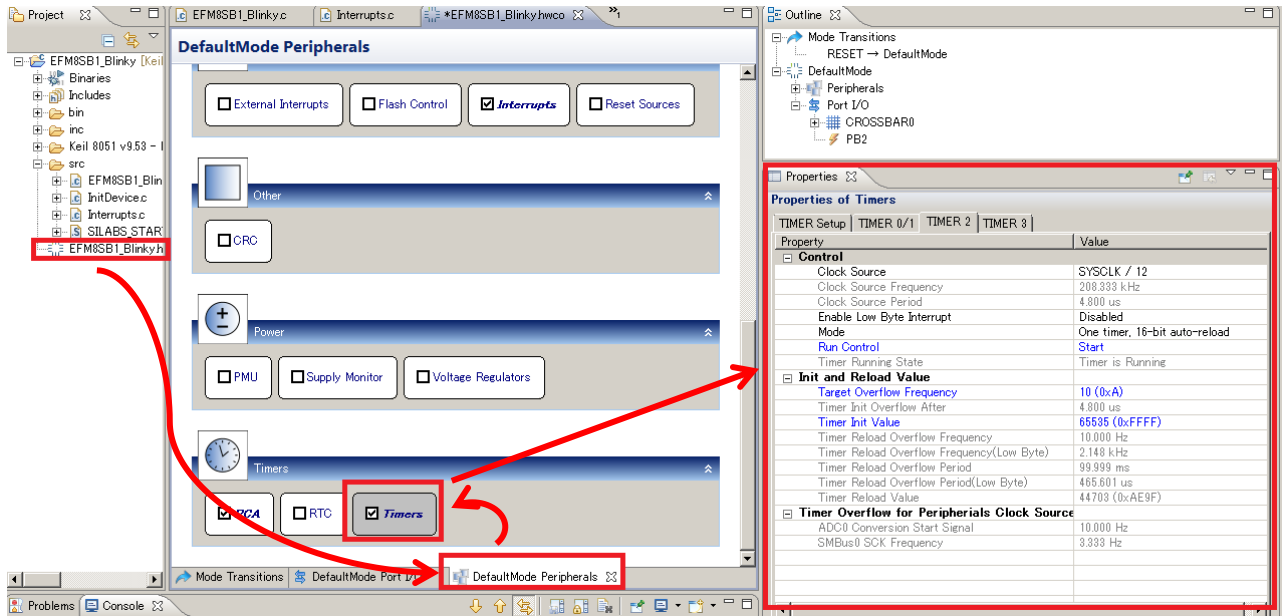 Project
EFM8SB1_Blinky [Keil
Binaries
Includes
bin
inc
Keil 8051 v9.53 -
src
EFM8SB1_Blin
InitDevice.c
Interrupts.c
SILABS_STAR
EFM8SB1_Blinky.h
EFM8SB1_Blinky.c
Interrupts.c
*EFM8SB1_Blinky.hwco
»1
DefaultMode Peripherals
External Interrupts
Flash Control
Interrupts
Reset Sources
Other
CRC
Power
PMU
Supply Monitor
Voltage Regulators
Timers
PCA
RTC
Timers
Mode Transitions
DefaultMode Port I/O
DefaultMode Peripherals
Problems
Console
Outline
Mode Transitions
RESET → DefaultMode
DefaultMode
Peripherals
Port I/O
CROSSBAR0
PB2
Properties
Properties of Timers
TIMER Setup TIMER 0/1 TIMER 2 TIMER 3
Property Value
Control
Clock Source SYSCLK / 12
Clock Source Frequency 208.333 kHz
Clock Source Period 4.800 us
Enable Low Byte Interrupt Disabled
Mode One timer, 16-bit auto-reload
Run Control Start
Timer Running State Timer is Running
Init and Reload Value
Target Overflow Frequency 10 (0xA)
Timer Init Overflow After 4.800 us
Timer Init Value 65535 (0xFFFF)
Timer Reload Overflow Frequency 10.000 Hz
Timer Reload Overflow Frequency(Low Byte) 2.148 kHz
Timer Reload Overflow Period 99.999 ms
Timer Reload Overflow Period(Low Byte) 465.601 us
Timer Reload Value 44703 (0xAE9F)
Timer Overflow for Peripherials Clock Source
ADC0 Conversion Start Signal 10.000 Hz
SMBus0 SCK Frequency 3.333 Hz